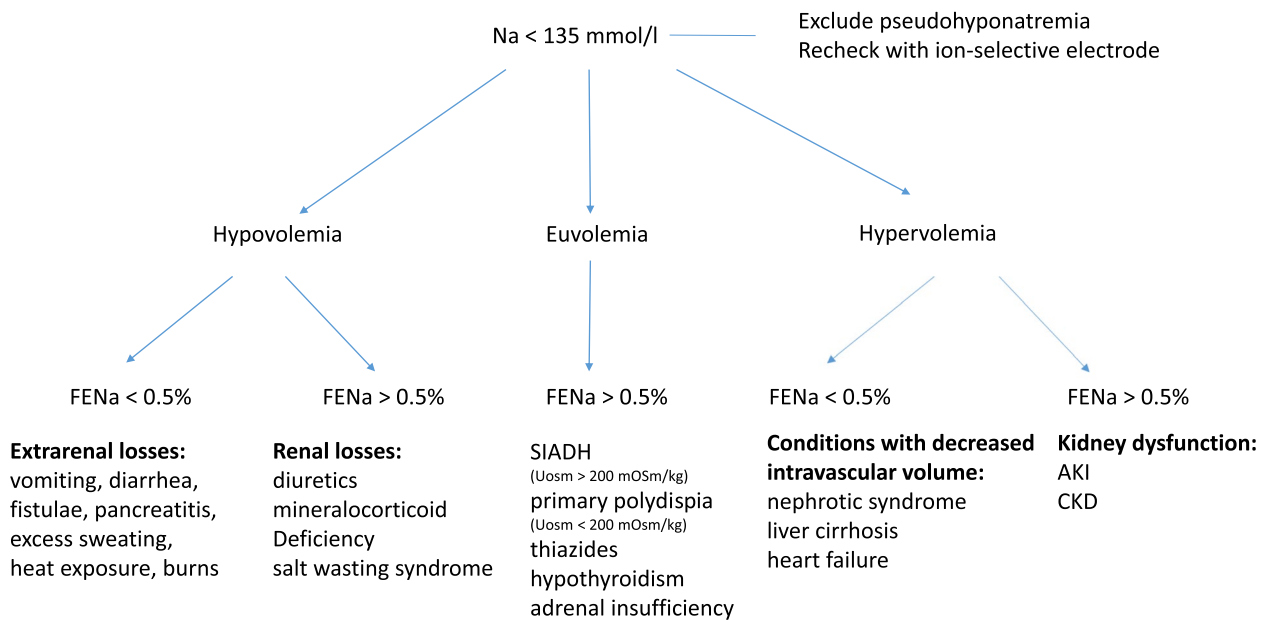 Na < 135 mmol/l
Exclude pseudohyponatremia
Recheck with ion-selective electrode
Hypovolemia
Euvolemia
Hypervolemia
FENa < 0.5%
FENa > 0.5%
FENa > 0.5%
FENa < 0.5%
FENa > 0.5%
Extrarenal losses:
vomiting, diarrhea,
fistulae, pancreatitis,
excess sweating,
heat exposure, burns
Renal losses:
diuretics
mineralocorticoid
Deficiency
salt wasting syndrome
SIADH
(Uosm > 200 mOSm/kg)
primary polydispia
(Uosm < 200 mOsm/kg)
thiazides
hypothyroidism
adrenal insufficiency
Conditions with decreased
intravascular volume:
nephrotic syndrome
liver cirrhosis
heart failure
Kidney dysfunction:
AKI
CKD